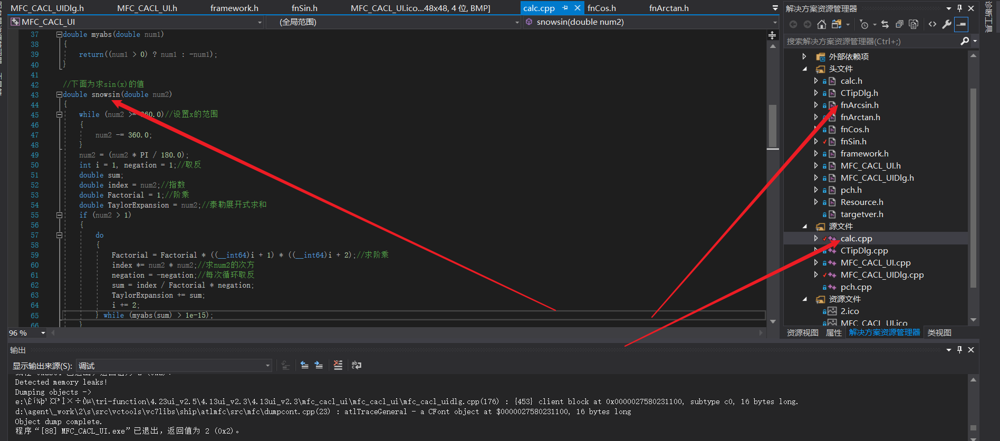 MFC_CACL_UIDlg.h
MFC_CACL_UI.h
framework.h
fnSin.h
MFC_CACL_UI.ico...48x48, 4 位, BMP]
calc.cpp
fnCos.h
fnArctan.h
MFC_CACL_UI
(全局范围)
snowsin(double num2)
37 double myabs(double num1)
38 {
39 return((num1 > 0) ? num1 : -num1);
40 }
41
42 //下面为求sin(x)的值
43 double snowsin(double num2)
44 {
45 while (num2 >= 360.0)//设置x的范围
46 {
47 num2 -= 360.0;
48 }
49 num2 = (num2 * PI / 180.0);
50 int i = 1, negation = 1;//取反
51 double sum;
52 double index = num2;//指数
53 double Factorial = 1;//阶乘
54 double TaylorExpansion = num2;//泰勒展开式求和
55 if (num2 > 1)
56 {
57 do
58 {
59 Factorial = Factorial * ((__int64)i + 1) * ((__int64)i + 2);//求阶乘
60 index *= num2 * num2;//求num2的次方
61 negation = -negation;//每次循环取反
62 sum = index / Factorial * negation;
63 TaylorExpansion += sum;
64 i += 2;
65 } while (myabs(sum) > 1e-15);
66 }
96 %
解决方案资源管理器
搜索解决方案资源管理器(Ctrl+;)
外部依赖项
头文件
calc.h
CTipDlg.h
fnArcsin.h
fnArctan.h
fnCos.h
fnSin.h
framework.h
MFC_CACL_UI.h
MFC_CACL_UIDlg.h
pch.h
Resource.h
targetver.h
源文件
calc.cpp
CTipDlg.cpp
MFC_CACL_UI.cpp
MFC_CACL_UIDlg.cpp
pch.cpp
资源文件
2.ico
MFC_CACL_UI.ico
资源视图 属性 解决方案资源管理器 类视图
诊断工具
输出
显示输出来源(S): 调试
Detected memory leaks!
Dumping objects ->
e:\Èí¼þ¹¤³Ì×÷Òµ\tri-function\4.23ui_v2.5\4.13ui_v2.3\4.13ui_v2.3\mfc_cacl_ui\mfc_cacl_ui\mfc_cacl_uidlg.cpp(176) : {453} client block at 0x0000027580231100, subtype c0, 16 bytes long.
d:\agent\_work\2\s\src\vctools\vc7libs\ship\atlmfc\src\mfc\dumpcont.cpp(23) : atlTraceGeneral - a CFont object at $0000027580231100, 16 bytes long
Object dump complete.
程序“[88] MFC_CACL_UI.exe”已退出，返回值为 2 (0x2)。